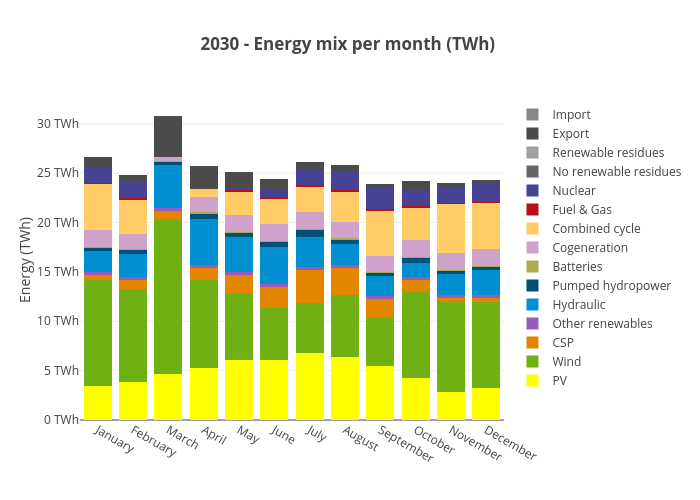 2030 - Energy mix per month (TWh)
Energy (TWh)
30 TWh
25 TWh
20 TWh
15 TWh
10 TWh
5 TWh
0 TWh
January
February
March
April
May
June
July
August
September
October
November
December
Import
Export
Renewable residues
No renewable residues
Nuclear
Fuel & Gas
Combined cycle
Cogeneration
Batteries
Pumped hydropower
Hydraulic
Other renewables
CSP
Wind
PV